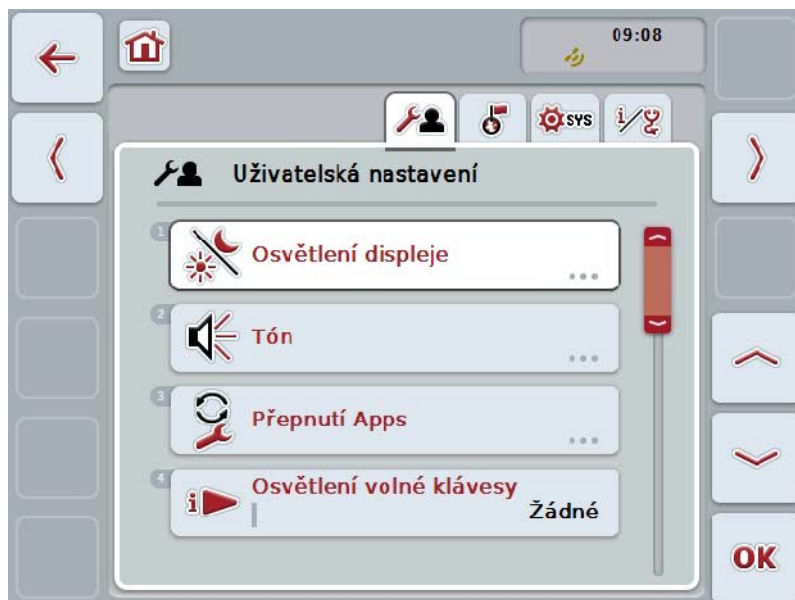 09:08
SYS
i/
Uživatelská nastavení
1
Osvětlení displeje
...
2
Tón
...
3
Přepnutí Apps
...
4
i
Osvětlení volné klávesy
Žádné
OK